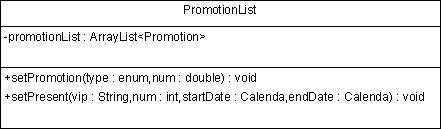 PromotionList
-promotionList : ArrayList<Promotion>
+setPromotion(type : enum,num : double) : void
+setPresent(vip : String,num : int,startDate : Calenda,endDate : Calenda) : void